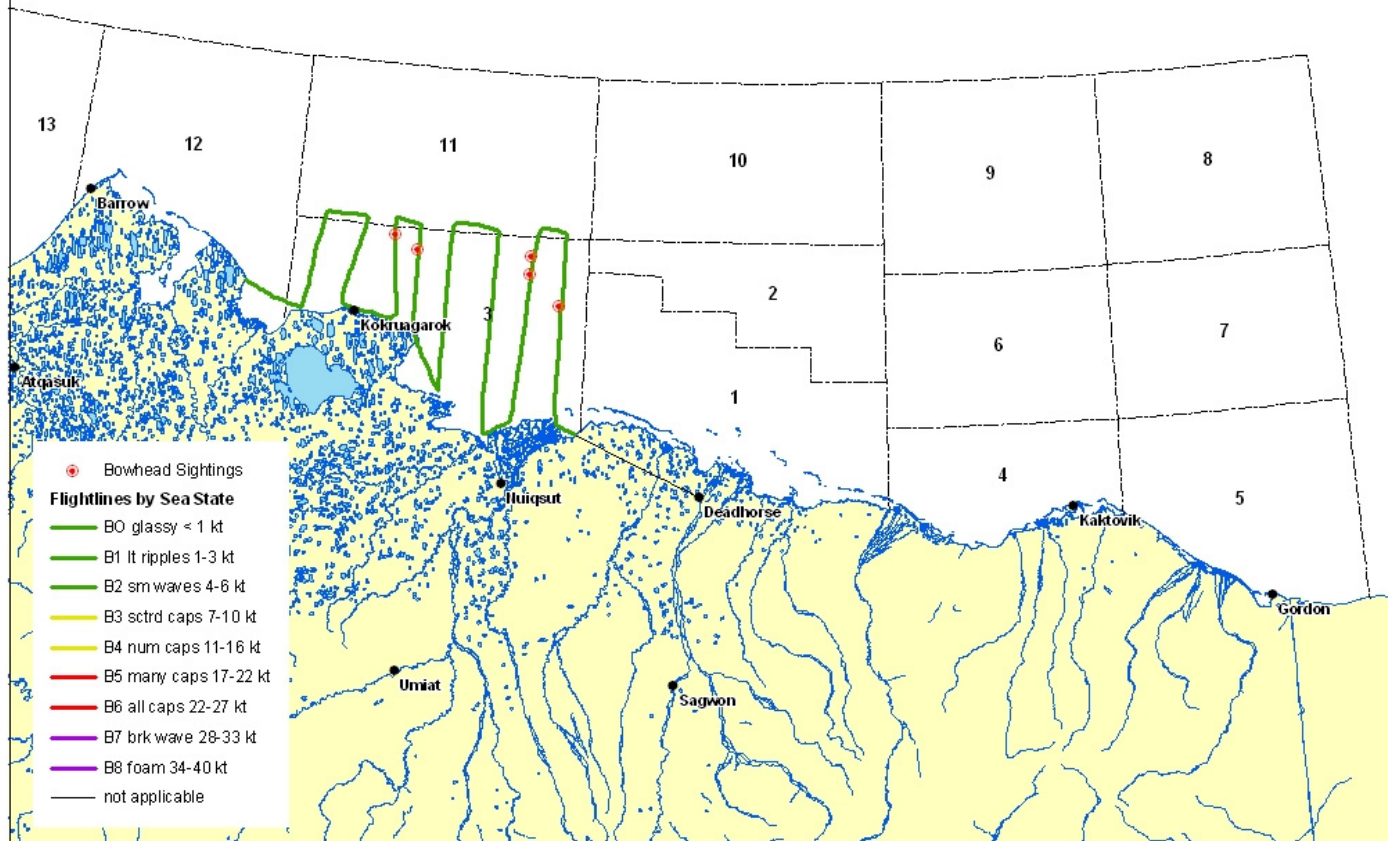 8
13
12
11
10
9
Barrow
2
7
6
3
Kokruagarok
Atqasuk
1
4
5
Bowhead Sightings
Flightlines by Sea State
B0 glassy < 1 kt
B1 lt ripples 1-3 kt
B2 sm waves 4-6 kt
B3 sctrd caps 7-10 kt
B4 num caps 11-16 kt
B5 many caps 17-22 kt
B6 all caps 22-27 kt
B7 brk wave 28-33 kt
B8 foam 34-40 kt
not applicable
Nuiqsut
Deadhorse
Kaktovik
Gordon
Umiat
Sagwon